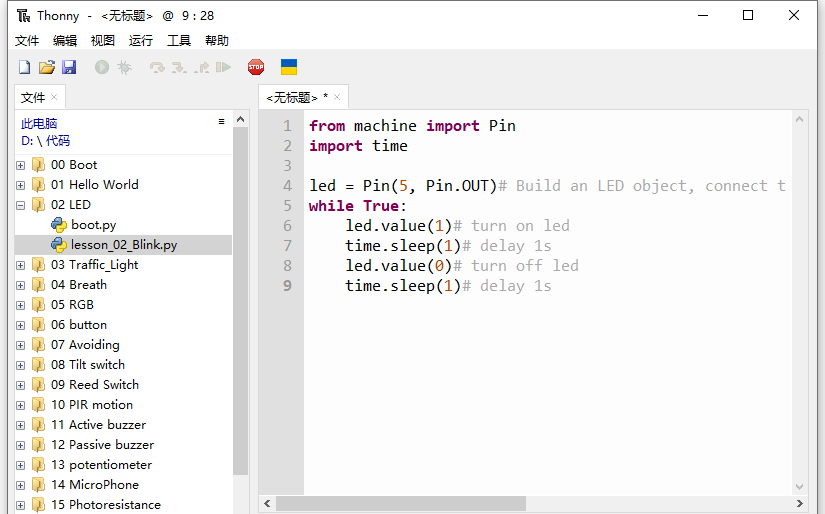 Thonny - <无标题> @ 9 : 28
文件 编辑 视图 运行 工具 帮助
STOP
文件 ×
此电脑 ≡
D: \ 代码
00 Boot
01 Hello World
02 LED
boot.py
lesson_02_Blink.py
03 Traffic_Light
04 Breath
05 RGB
06 button
07 Avoiding
08 Tilt switch
09 Reed Switch
10 PIR motion
11 Active buzzer
12 Passive buzzer
13 potentiometer
14 MicroPhone
15 Photoresistance
<无标题> * ×
1 from machine import Pin
2 import time
3
4 led = Pin(5, Pin.OUT)# Build an LED object, connect t
5 while True:
6     led.value(1)# turn on led
7     time.sleep(1)# delay 1s
8     led.value(0)# turn off led
9     time.sleep(1)# delay 1s